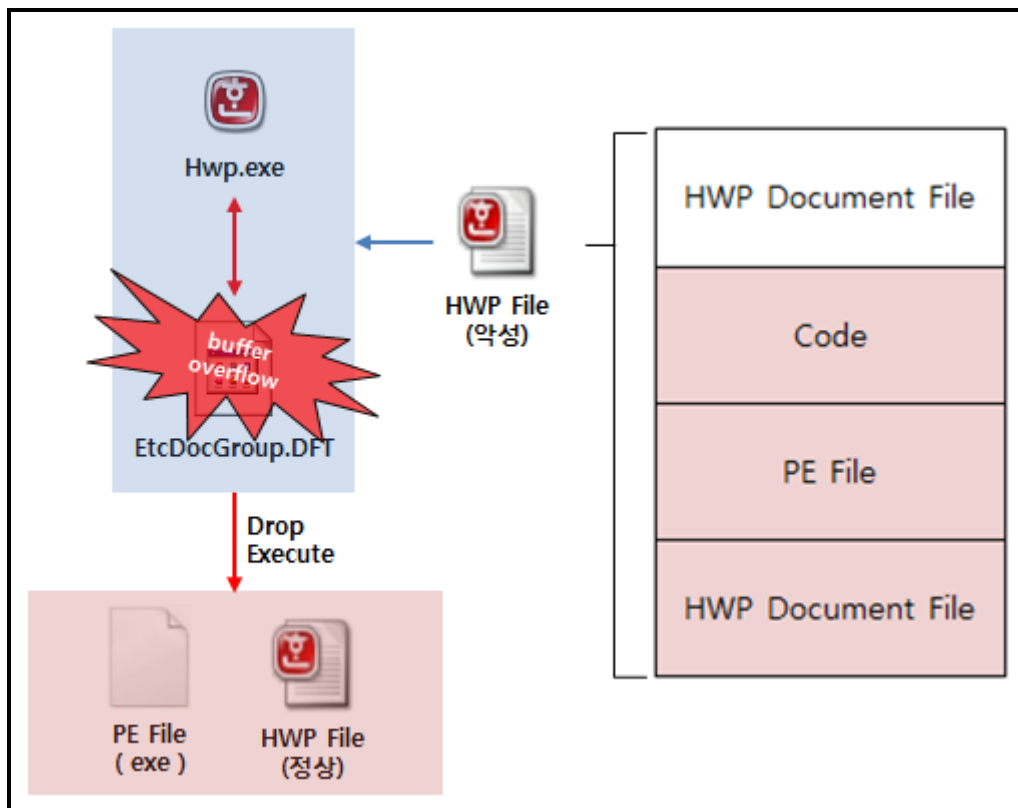 Hwp.exe
buffer
overflow
EtcDocGroup.DFT
HWP File
(악성)
HWP Document File
Code
PE File
HWP Document File
Drop
Execute
PE File
( exe )
HWP File
(정상)